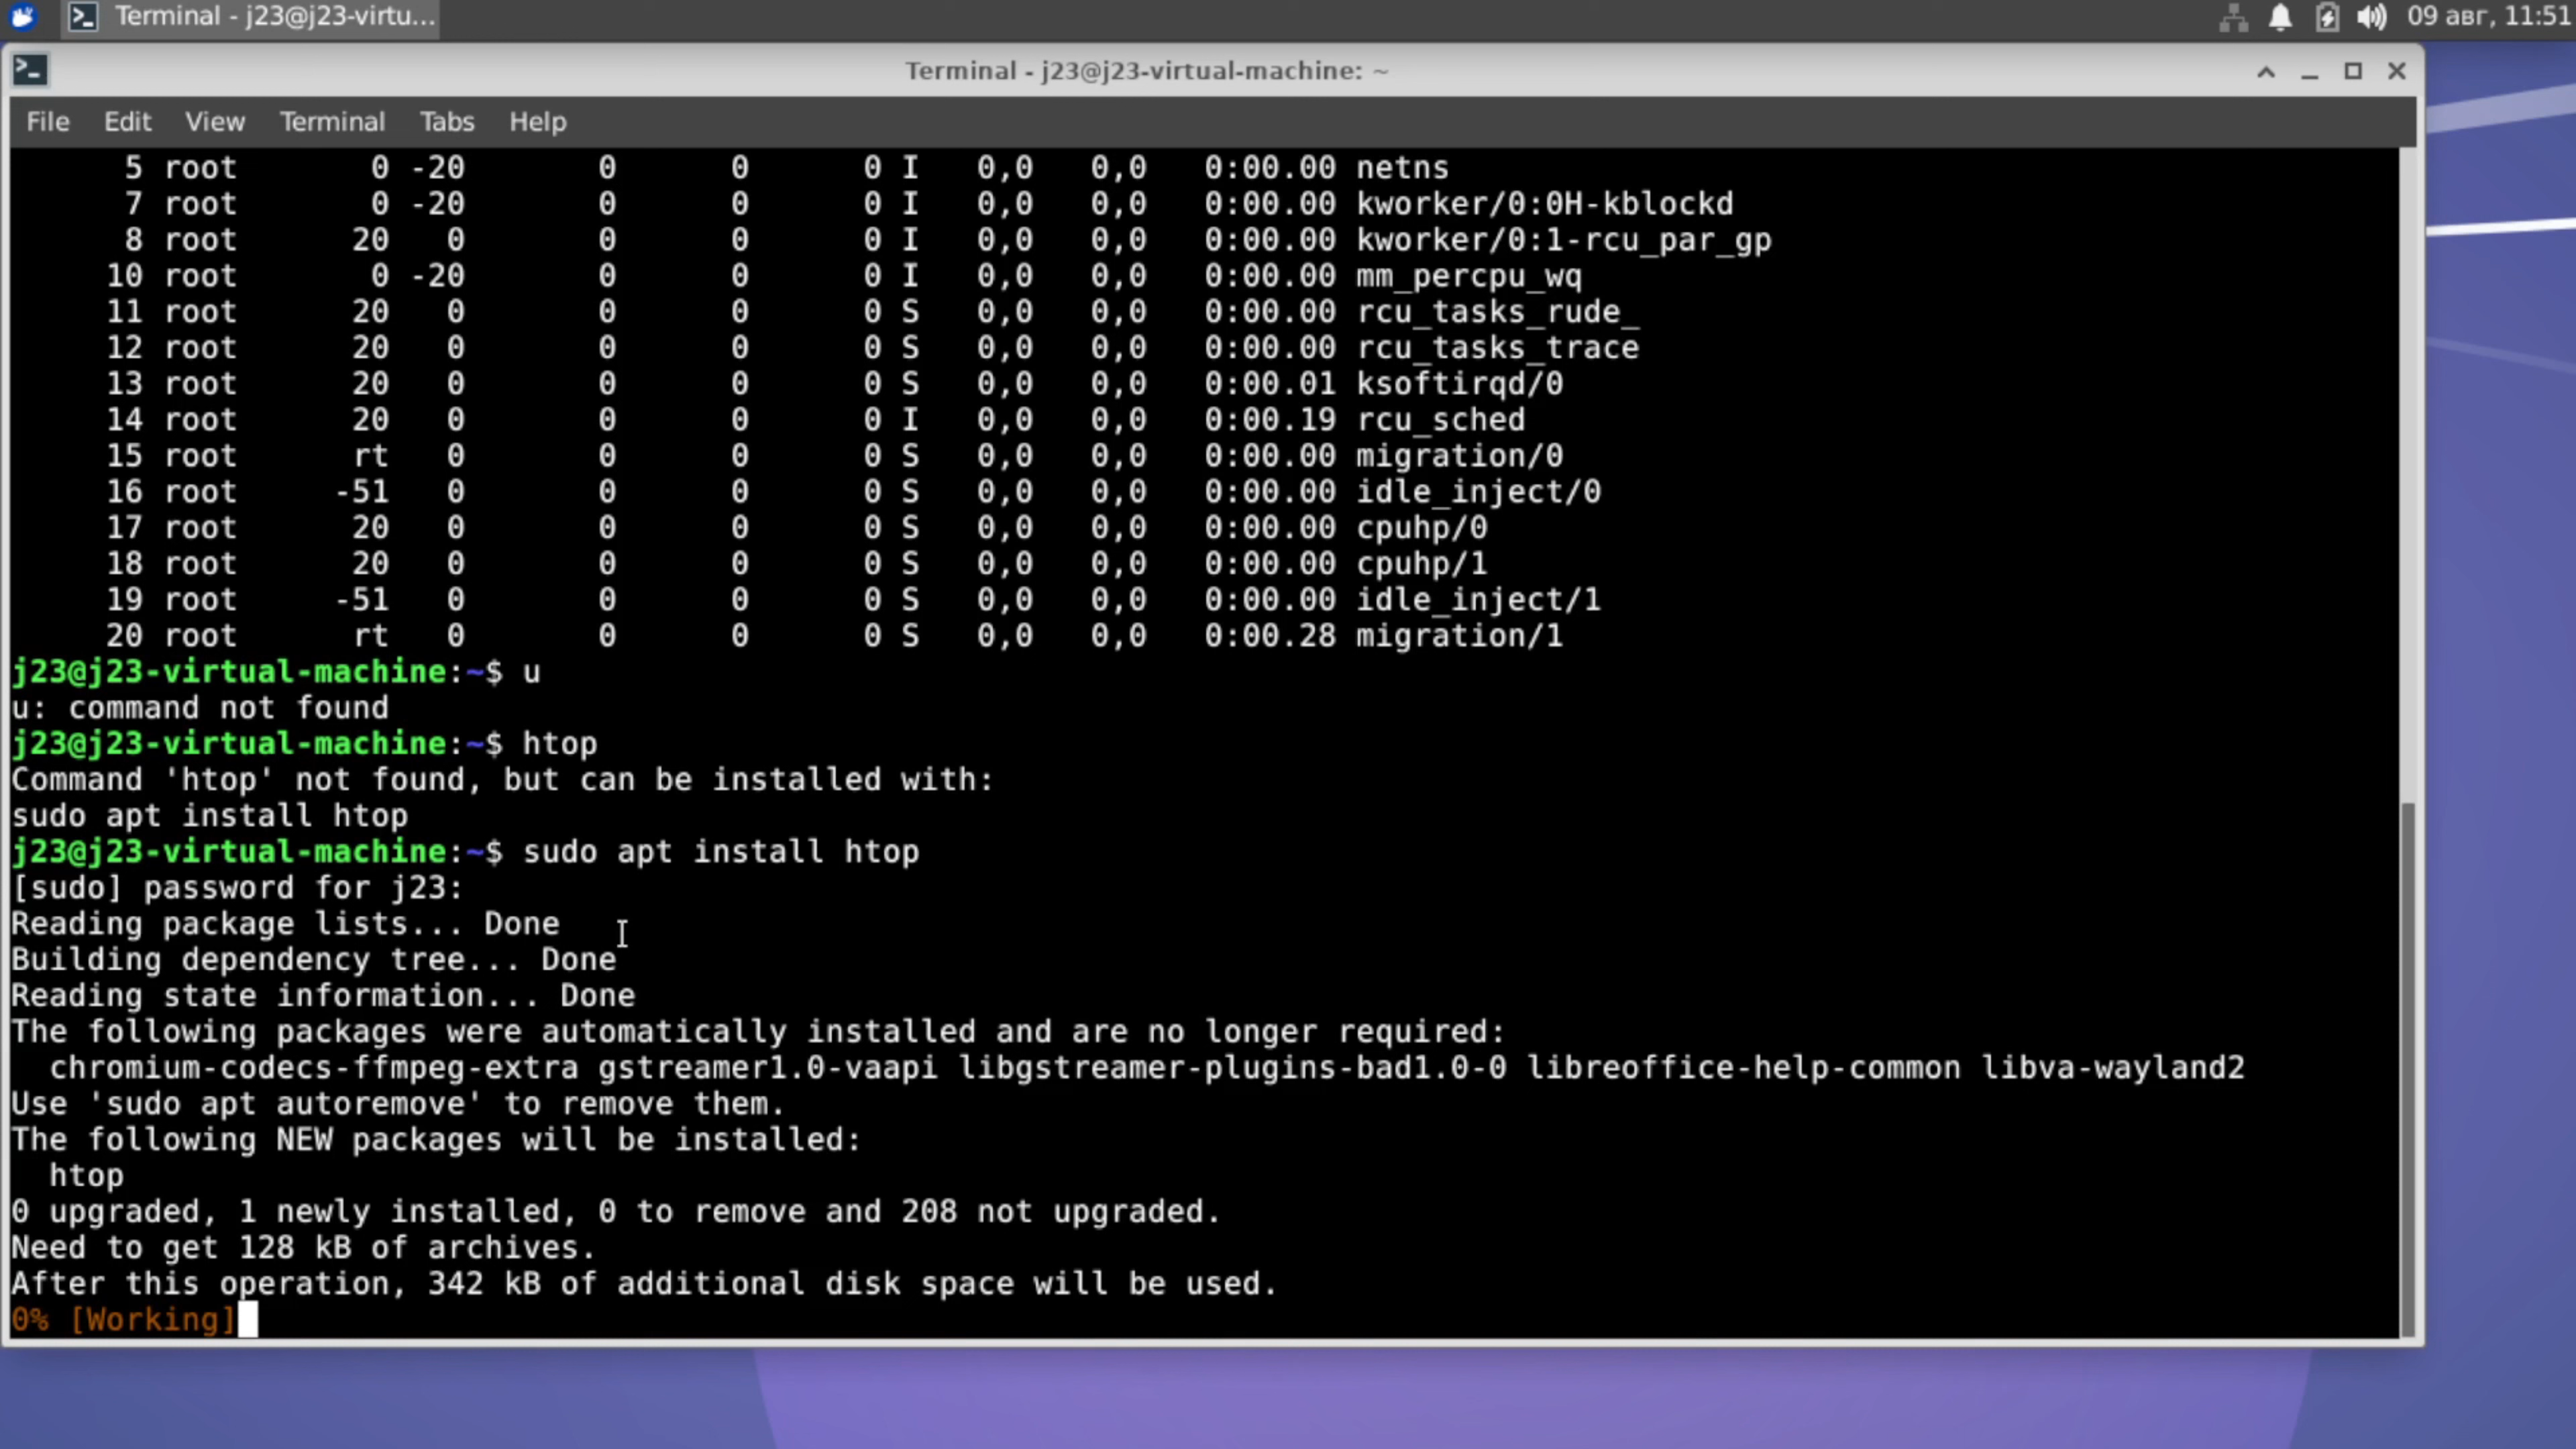 Terminal - j23@j23-virtu...
09 авг, 11:51
Terminal - j23@j23-virtual-machine: ~
File Edit View Terminal Tabs Help
5 root 0 -20 0 0 0 I 0,0 0,0 0:00.00 netns
7 root 0 -20 0 0 0 I 0,0 0,0 0:00.00 kworker/0:0H-kblockd
8 root 20 0 0 0 0 I 0,0 0,0 0:00.00 kworker/0:1-rcu_par_gp
10 root 0 -20 0 0 0 I 0,0 0,0 0:00.00 mm_percpu_wq
11 root 20 0 0 0 0 S 0,0 0,0 0:00.00 rcu_tasks_rude_
12 root 20 0 0 0 0 S 0,0 0,0 0:00.00 rcu_tasks_trace
13 root 20 0 0 0 0 S 0,0 0,0 0:00.01 ksoftirqd/0
14 root 20 0 0 0 0 I 0,0 0,0 0:00.19 rcu_sched
15 root rt 0 0 0 0 S 0,0 0,0 0:00.00 migration/0
16 root -51 0 0 0 0 S 0,0 0,0 0:00.00 idle_inject/0
17 root 20 0 0 0 0 S 0,0 0,0 0:00.00 cpuhp/0
18 root 20 0 0 0 0 S 0,0 0,0 0:00.00 cpuhp/1
19 root -51 0 0 0 0 S 0,0 0,0 0:00.00 idle_inject/1
20 root rt 0 0 0 0 S 0,0 0,0 0:00.28 migration/1
j23@j23-virtual-machine:~$ u
u: command not found
j23@j23-virtual-machine:~$ htop
Command 'htop' not found, but can be installed with:
sudo apt install htop
j23@j23-virtual-machine:~$ sudo apt install htop
[sudo] password for j23:
Reading package lists... Done
Building dependency tree... Done
Reading state information... Done
The following packages were automatically installed and are no longer required:
chromium-codecs-ffmpeg-extra gstreamer1.0-vaapi libgstreamer-plugins-bad1.0-0 libreoffice-help-common libva-wayland2
Use 'sudo apt autoremove' to remove them.
The following NEW packages will be installed:
htop
0 upgraded, 1 newly installed, 0 to remove and 208 not upgraded.
Need to get 128 kB of archives.
After this operation, 342 kB of additional disk space will be used.
0% [Working]